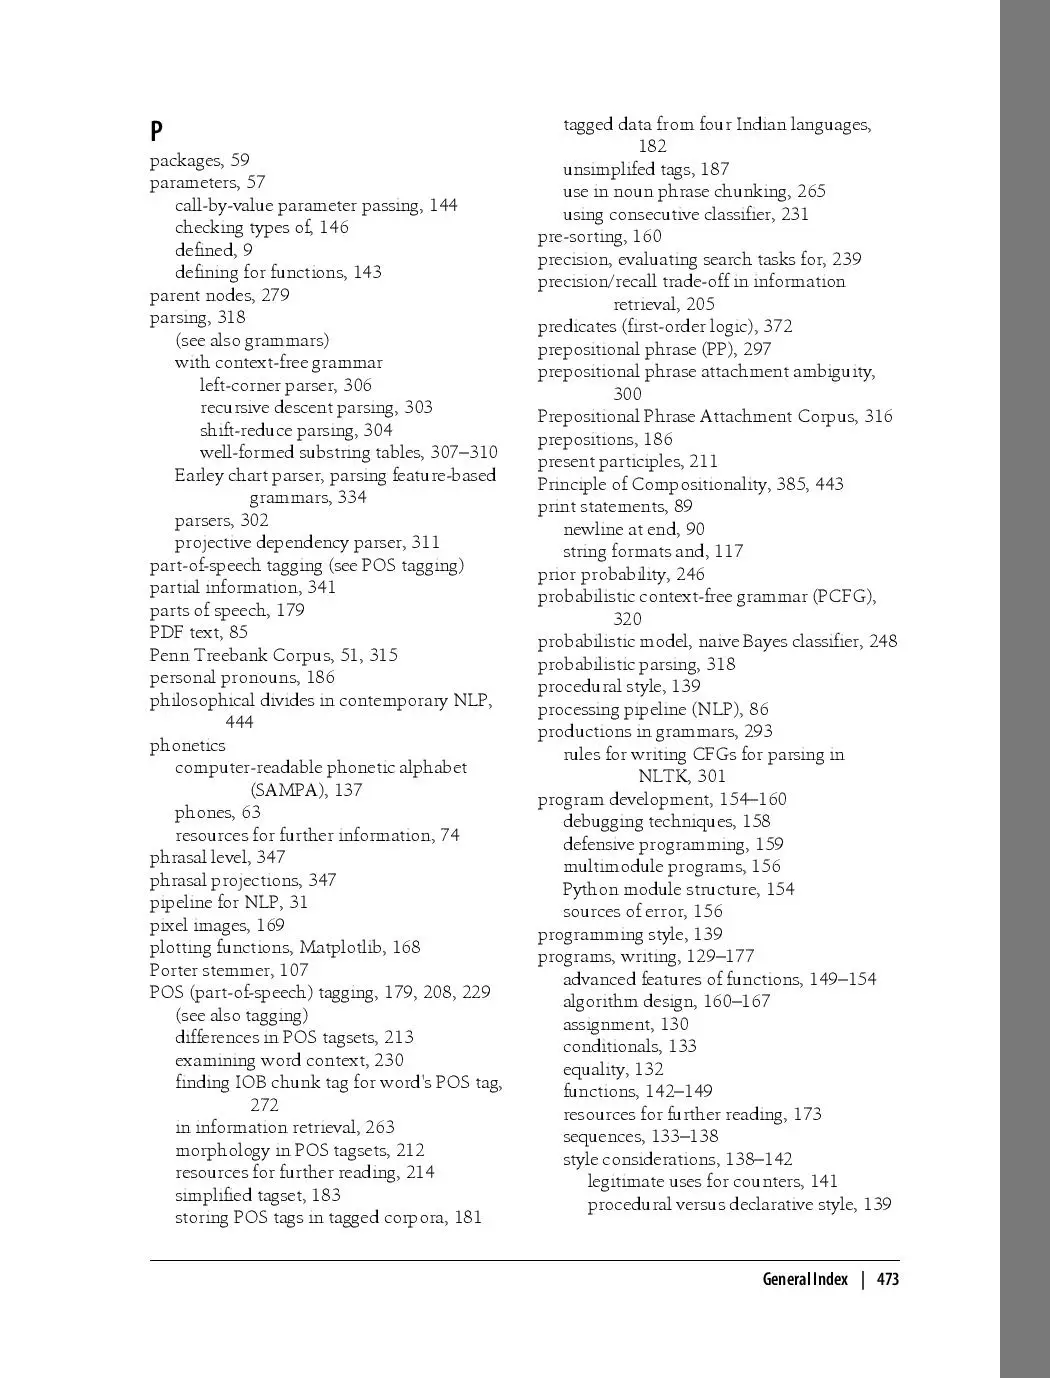 P
packages, 59
parameters, 57
call-by-value parameter passing, 144
checking types of, 146
defined, 9
defining for functions, 143
parent nodes, 279
parsing, 318
(see also grammars)
with context-free grammar
left-corner parser, 306
recursive descent parsing, 303
shift-reduce parsing, 304
well-formed substring tables, 307–310
Earley chart parser, parsing feature-based
grammars, 334
parsers, 302
projective dependency parser, 311
part-of-speech tagging (see POS tagging)
partial information, 341
parts of speech, 179
PDF text, 85
Penn Treebank Corpus, 51, 315
personal pronouns, 186
philosophical divides in contemporary NLP,
444
phonetics
computer-readable phonetic alphabet
(SAMPA), 137
phones, 63
resources for further information, 74
phrasal level, 347
phrasal projections, 347
pipeline for NLP, 31
pixel images, 169
plotting functions, Matplotlib, 168
Porter stemmer, 107
POS (part-of-speech) tagging, 179, 208, 229
(see also tagging)
differences in POS tagsets, 213
examining word context, 230
finding IOB chunk tag for word's POS tag,
272
in information retrieval, 263
morphology in POS tagsets, 212
resources for further reading, 214
simplified tagset, 183
storing POS tags in tagged corpora, 181
tagged data from four Indian languages,
182
unsimplifed tags, 187
use in noun phrase chunking, 265
using consecutive classifier, 231
pre-sorting, 160
precision, evaluating search tasks for, 239
precision/recall trade-off in information
retrieval, 205
predicates (first-order logic), 372
prepositional phrase (PP), 297
prepositional phrase attachment ambiguity,
300
Prepositional Phrase Attachment Corpus, 316
prepositions, 186
present participles, 211
Principle of Compositionality, 385, 443
print statements, 89
newline at end, 90
string formats and, 117
prior probability, 246
probabilistic context-free grammar (PCFG),
320
probabilistic model, naive Bayes classifier, 248
probabilistic parsing, 318
procedural style, 139
processing pipeline (NLP), 86
productions in grammars, 293
rules for writing CFGs for parsing in
NLTK, 301
program development, 154–160
debugging techniques, 158
defensive programming, 159
multimodule programs, 156
Python module structure, 154
sources of error, 156
programming style, 139
programs, writing, 129–177
advanced features of functions, 149–154
algorithm design, 160–167
assignment, 130
conditionals, 133
equality, 132
functions, 142–149
resources for further reading, 173
sequences, 133–138
style considerations, 138–142
legitimate uses for counters, 141
procedural versus declarative style, 139
General Index | 473